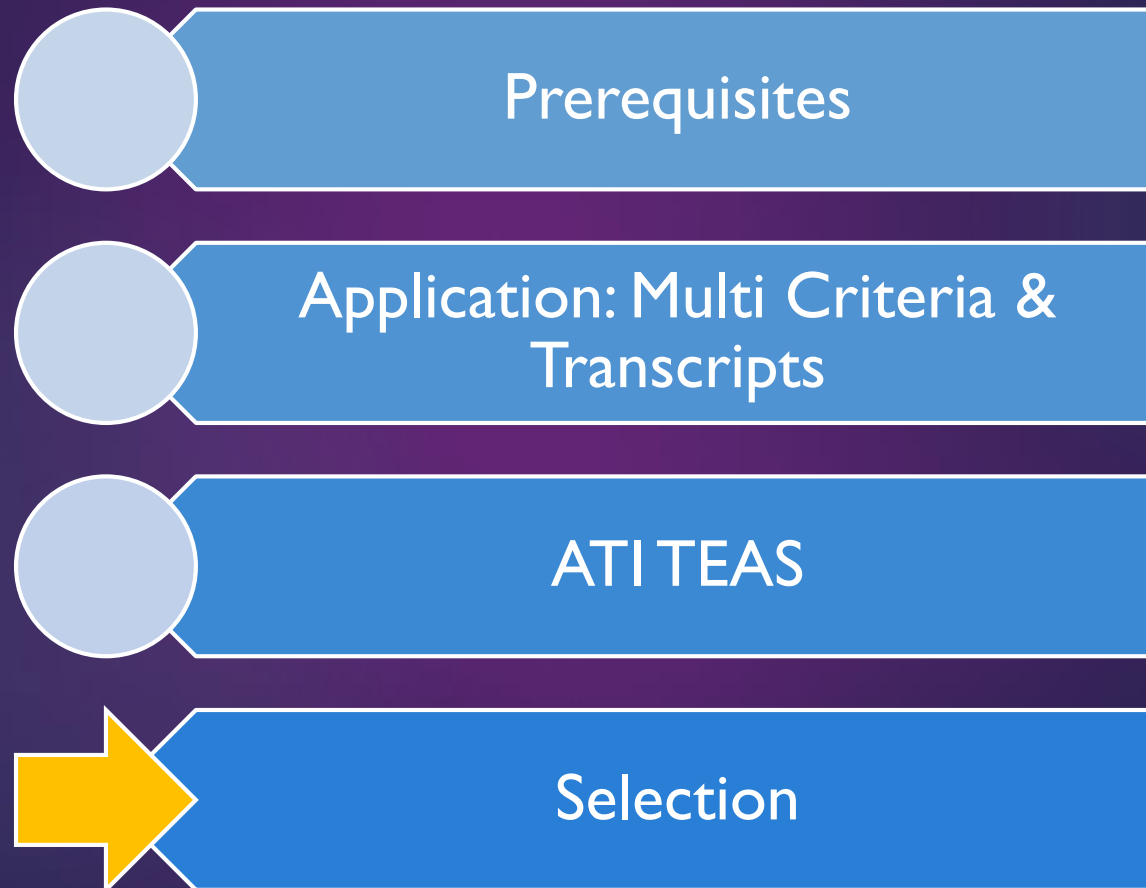 Prerequisites
Application: Multi Criteria &
Transcripts
ATI TEAS
Selection